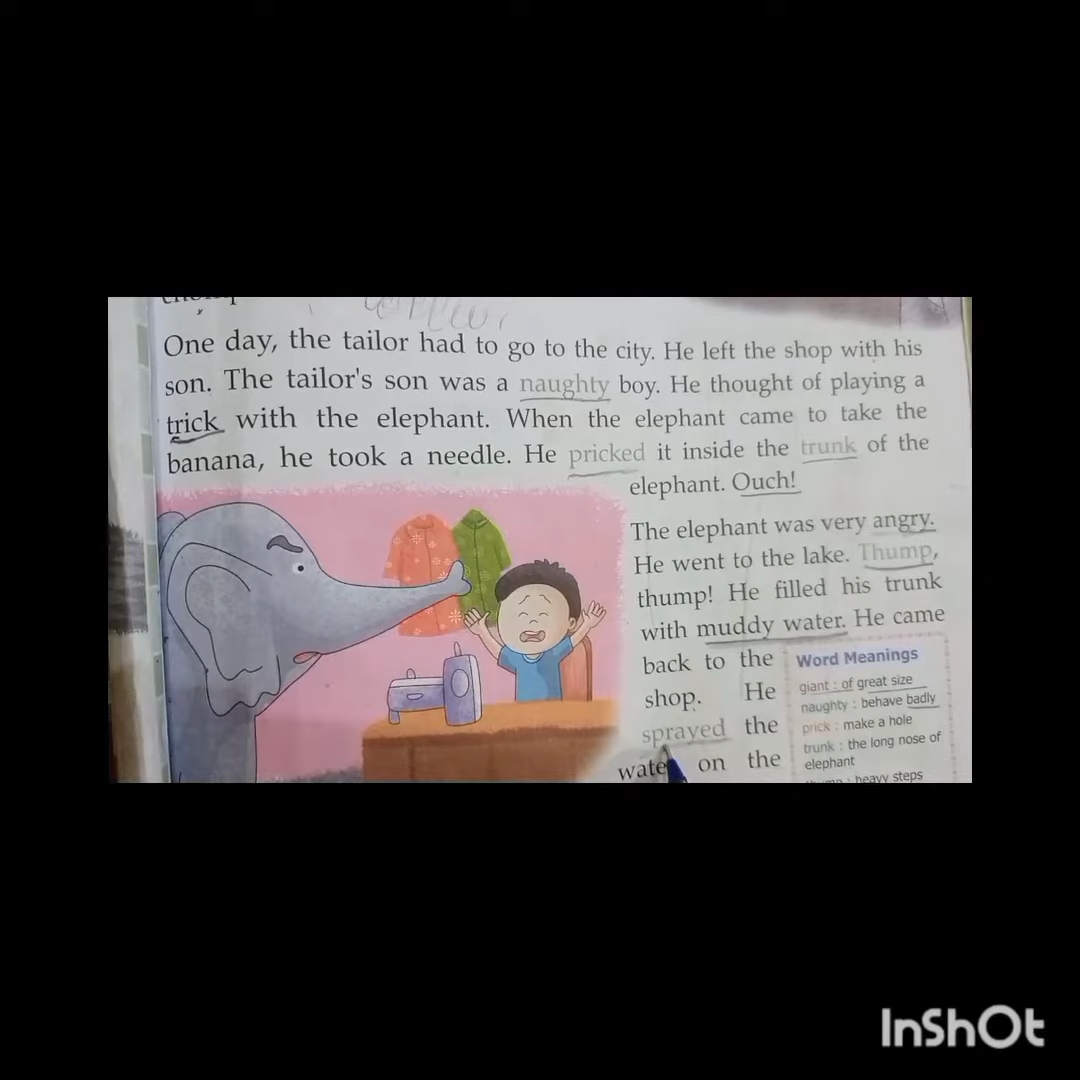 One day, the tailor had to go to the city. He left the shop with his
son. The tailor's son was a naughty boy. He thought of playing a
trick with the elephant. When the elephant came to take the
banana, he took a needle. He pricked it inside the trunk of the
elephant. Ouch!
The elephant was very angry.
He went to the lake. Thump,
thump! He filled his trunk
with muddy water. He came
back to the
shop. He
sprayed the
wate on the
Word Meanings
giant : of great size
naughty : behave badly
prick : make a hole
trunk : the long nose of
elephant
: heavy steps
InShOt